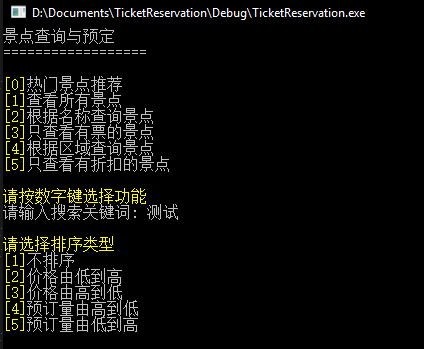 D:\Documents\TicketReservation\Debug\TicketReservation.exe
景点查询与预定
==================
[0]热门景点推荐
[1]查看所有景点
[2]根据名称查询景点
[3]只查看有票的景点
[4]根据区域查询景点
[5]只查看有折扣的景点
请按数字键选择功能
请输入搜索关键词: 测试
请选择排序类型
[1]不排序
[2]价格由低到高
[3]价格由高到低
[4]预订量由高到低
[5]预订量由低到高